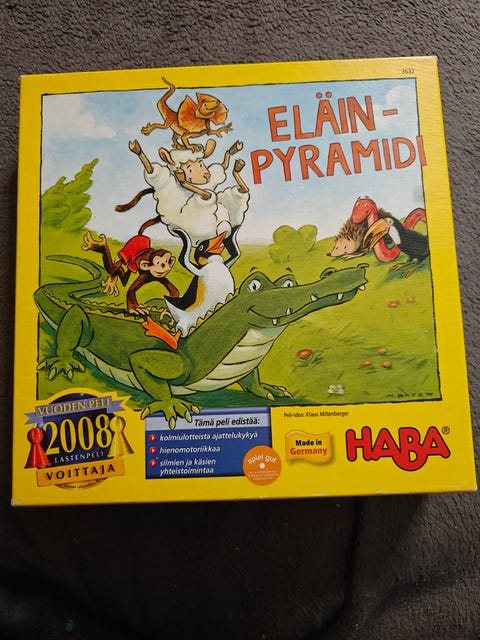 3632
ELÄIN-
PYRAMIDI
VUODEN PELI
2008
LASTENPELI
VOITTAJA
Tämä peli edistää:
kolmiulotteista ajattelukykyä
hienomotoriikkaa
silmien ja käsien
yhteistoimintaa
spiel gut
Peli-idea: Klaus Miltenberger
Made in
Germany
HABA®